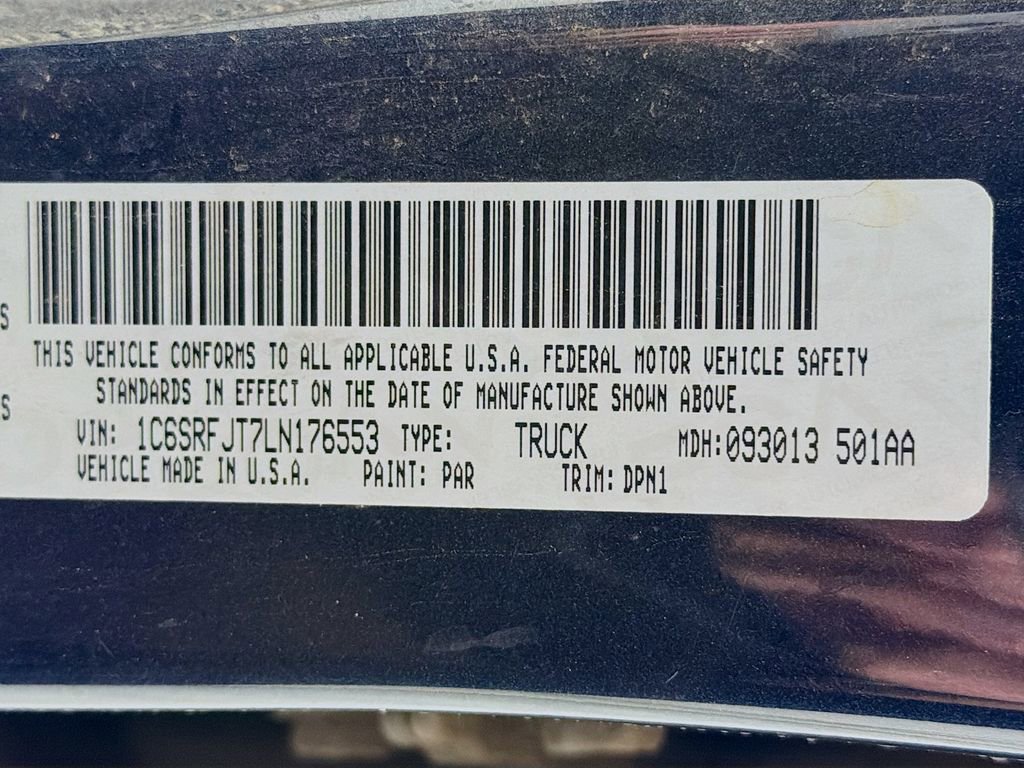 S
THIS VEHICLE CONFORMS TO ALL APPLICABLE U.S.A. FEDERAL MOTOR VEHICLE SAFETY
STANDARDS IN EFFECT ON THE DATE OF MANUFACTURE SHOWN ABOVE.
S
VIN: 1C6SRFJT7LN176553 TYPE: TRUCK MDH:093013 501AA
VEHICLE MADE IN U.S.A. PAINT: PAR TRIM: DPN1